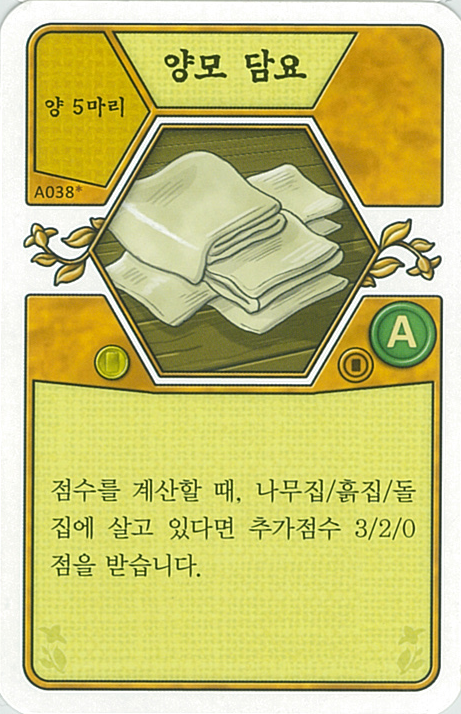 양모 담요
양 5마리
A038*
A
점수를 계산할 때, 나무집/흙집/돌
집에 살고 있다면 추가점수 3/2/0
점을 받습니다.